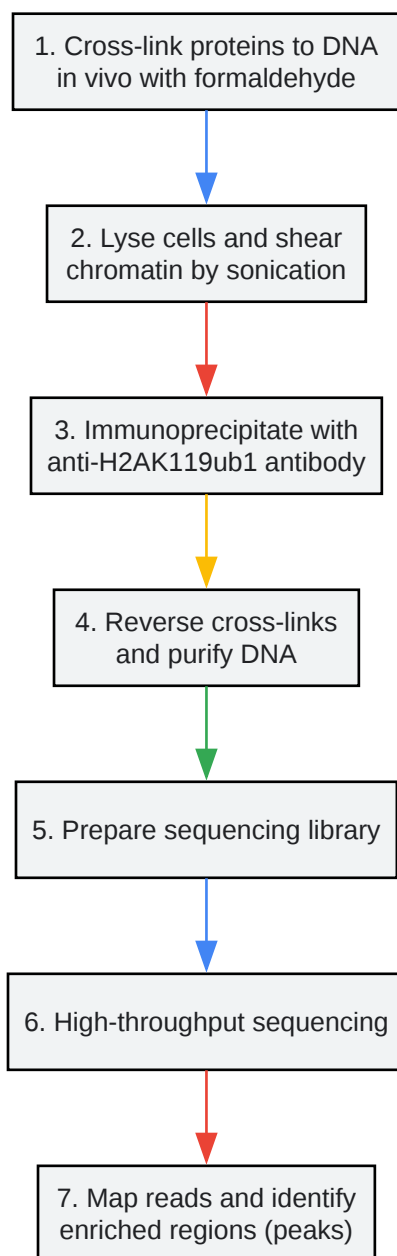 1. Cross-link proteins to DNA
in vivo with formaldehyde
2. Lyse cells and shear
chromatin by sonication
3. Immunoprecipitate with
anti-H2AK119ub1 antibody
4. Reverse cross-links
and purify DNA
5. Prepare sequencing library
6. High-throughput sequencing
7. Map reads and identify
enriched regions (peaks)